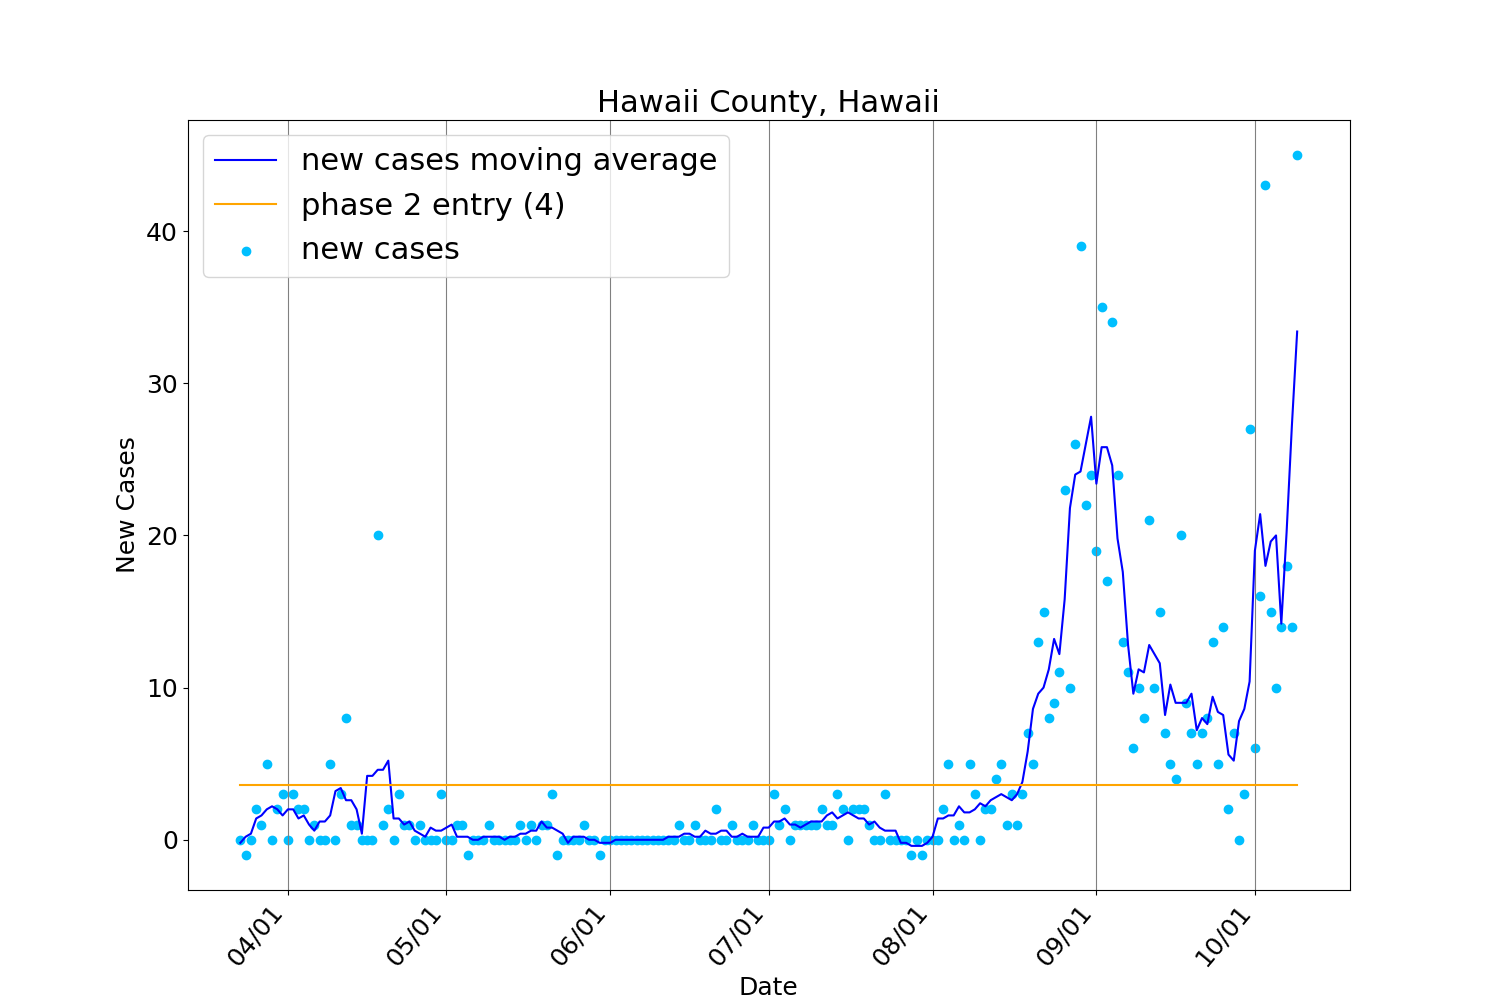 Hawaii County, Hawaii
new cases moving average
phase 2 entry (4)
new cases
40
30
20
10
0
New Cases
04/01
05/01
06/01
07/01
08/01
09/01
10/01
Date